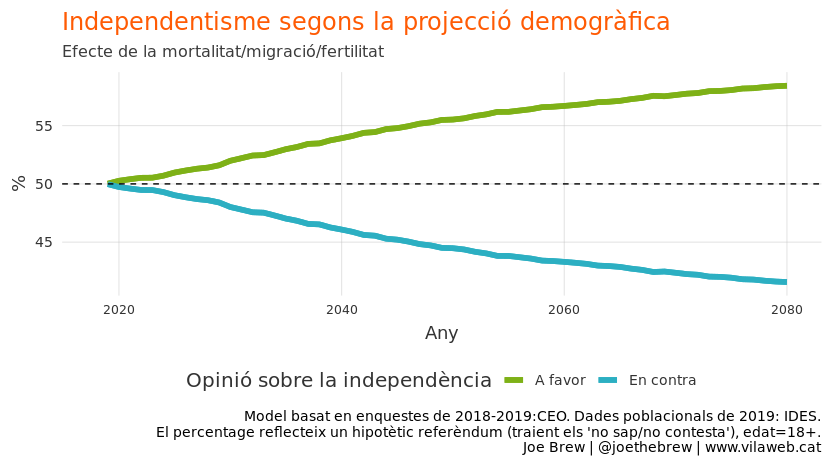 Independentisme segons la projecció demogràfica
Efecte de la mortalitat/migració/fertilitat
%
55
50
45
2020 2040 2060 2080
Any
Opinió sobre la independència A favor En contra
Model basat en enquestes de 2018-2019:CEO. Dades poblacionals de 2019: IDES.
El percentage reflecteix un hipotètic referèndum (traient els 'no sap/no contesta'), edat=18+.
Joe Brew | @joethebrew | www.vilaweb.cat